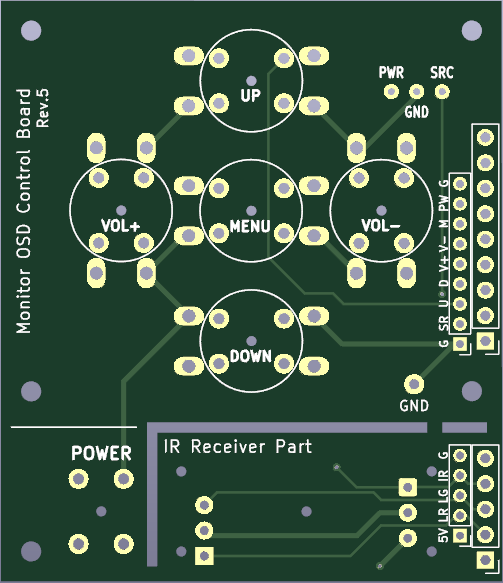 Monitor OSD Control Board
Rev.5
UP
PWR
SRC
GND
VOL+
MENU
VOL-
DOWN
G SR U D V+ V- M PW G
GND
POWER
IR Receiver Part
5V LR LG IR G